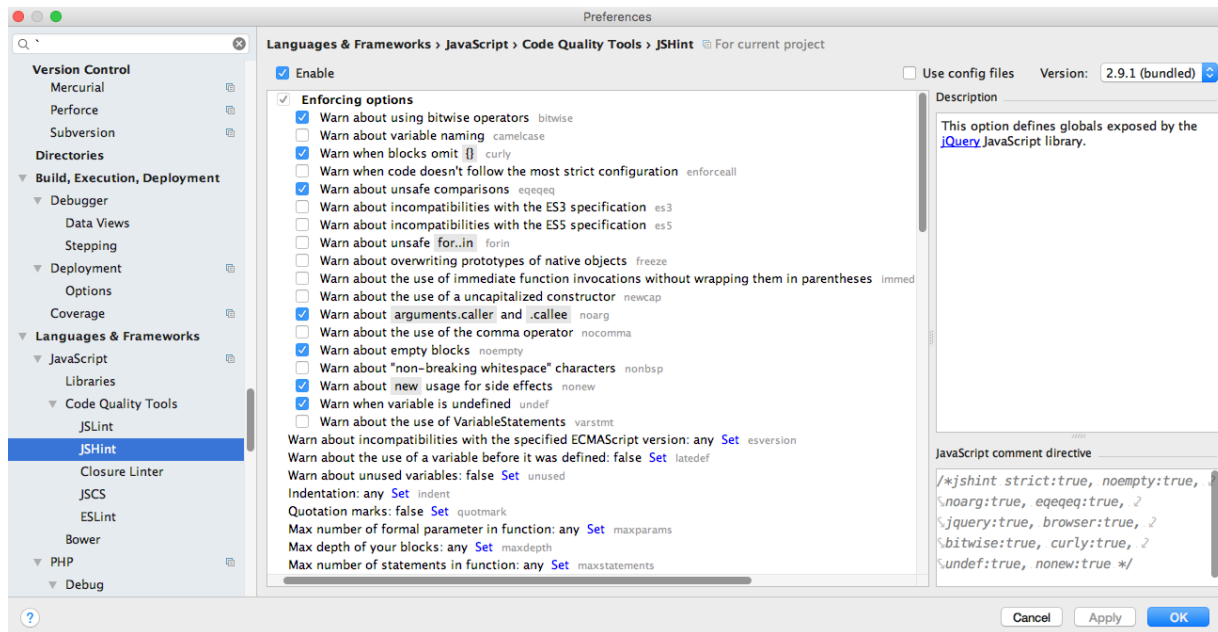 Preferences
`
Version Control
Mercurial
Perforce
Subversion
Directories
Build, Execution, Deployment
Debugger
Data Views
Stepping
Deployment
Options
Coverage
Languages & Frameworks
JavaScript
Libraries
Code Quality Tools
JSLint
JSHint
Closure Linter
JSCS
ESLint
Bower
PHP
Debug
Languages & Frameworks › JavaScript › Code Quality Tools › JSHint For current project
Enable
Use config files Version: 2.9.1 (bundled)
Enforcing options
Warn about using bitwise operators bitwise
Warn about variable naming camelcase
Warn when blocks omit {} curly
Warn when code doesn't follow the most strict configuration enforceall
Warn about unsafe comparisons eqeqeq
Warn about incompatibilities with the ES3 specification es3
Warn about incompatibilities with the ES5 specification es5
Warn about unsafe for..in forin
Warn about overwriting prototypes of native objects freeze
Warn about the use of immediate function invocations without wrapping them in parentheses immed
Warn about the use of a uncapitalized constructor newcap
Warn about arguments.caller and .callee noarg
Warn about the use of the comma operator nocomma
Warn about empty blocks noempty
Warn about "non-breaking whitespace" characters nonbsp
Warn about new usage for side effects nonew
Warn when variable is undefined undef
Warn about the use of VariableStatements varstmt
Warn about incompatibilities with the specified ECMAScript version: any Set esversion
Warn about the use of a variable before it was defined: false Set latedef
Warn about unused variables: false Set unused
Indentation: any Set indent
Quotation marks: false Set quotmark
Max number of formal parameter in function: any Set maxparams
Max depth of your blocks: any Set maxdepth
Max number of statements in function: any Set maxstatements
Description
This option defines globals exposed by the
jQuery JavaScript library.
JavaScript comment directive
/*jshint strict:true, noempty:true,
noarg:true, eqeqeq:true,
jquery:true, browser:true,
bitwise:true, curly:true,
undef:true, nonew:true */
?
Cancel
Apply
OK